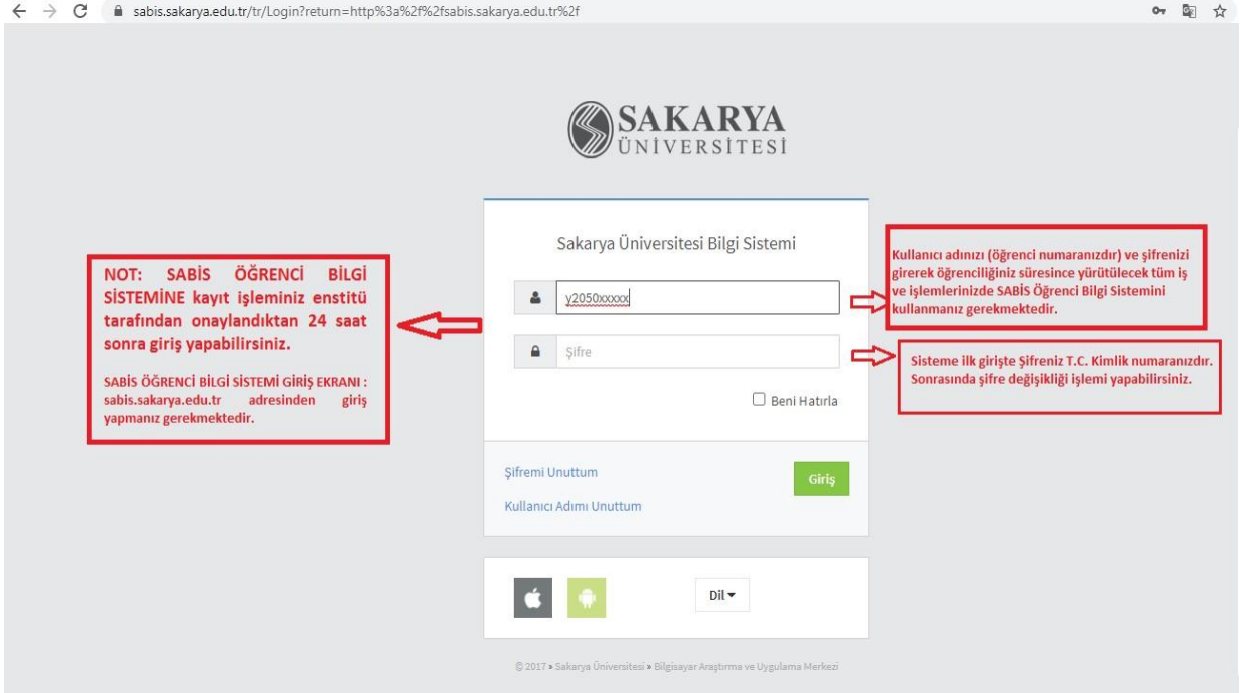 sabis.sakarya.edu.tr/tr/Login?return=http%3a%2f%2fsabis.sakarya.edu.tr%2f
SAKARYA
ÜNİVERSİTESİ
Sakarya Üniversitesi Bilgi Sistemi
NOT: SABİS ÖĞRENCİ BİLGİ
SİSTEMİNE kayıt işleminiz enstitü
tarafından onaylandıktan 24 saat
sonra giriş yapabilirsiniz.
SABİS ÖĞRENCİ BİLGİ SİSTEMİ GİRİŞ EKRANI :
sabis.sakarya.edu.tr adresinden giriş
yapmanız gerekmektedir.
y2050xxxxx
Şifre
Beni Hatırla
Kullanıcı adınızı (öğrenci numaranızdır) ve şifrenizi
girerek öğrenciliğiniz süresince yürütülecek tüm iş
ve işlemlerinizde SABİS Öğrenci Bilgi Sistemini
kullanmanız gerekmektedir.
Sisteme ilk girişte Şifreniz T.C. Kimlik numaranızdır.
Sonrasında şifre değişikliği işlemi yapabilirsiniz.
Şifremi Unuttum
Giriş
Kullanıcı Adımı Unuttum
Dil
© 2017 » Sakarya Üniversitesi » Bilgisayar Araştırma ve Uygulama Merkezi